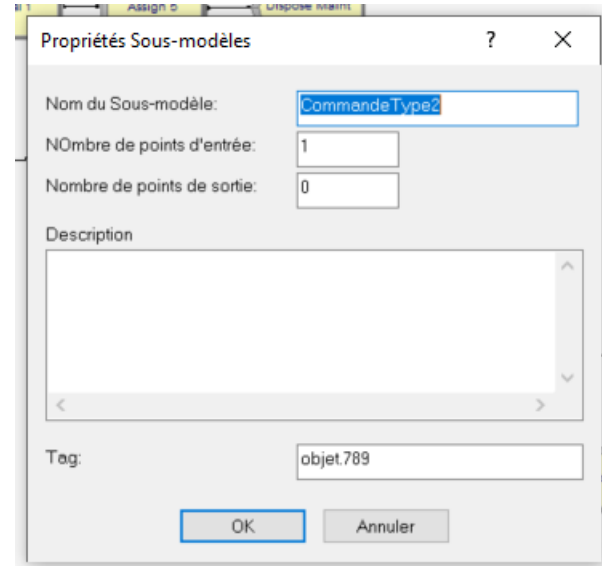 Assign 5
Dispose Maint
Propriétés Sous-modèles
?
Nom du Sous-modèle:
CommandeType2
NOmbre de points d'entrée:
1
Nombre de points de sortie:
0
Description
Tag:
objet.789
OK
Annuler